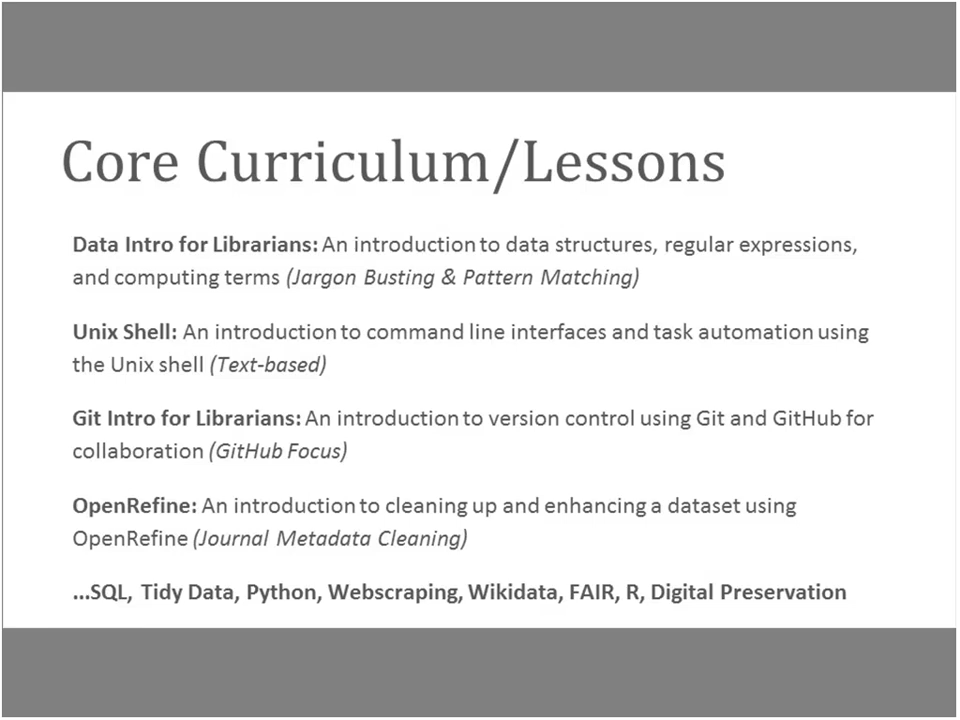 Core Curriculum/Lessons
Data Intro for Librarians: An introduction to data structures, regular expressions,
and computing terms (Jargon Busting & Pattern Matching)
Unix Shell: An introduction to command line interfaces and task automation using
the Unix shell (Text-based)
Git Intro for Librarians: An introduction to version control using Git and GitHub for
collaboration (GitHub Focus)
OpenRefine: An introduction to cleaning up and enhancing a dataset using
OpenRefine (Journal Metadata Cleaning)
...SQL, Tidy Data, Python, Webscraping, Wikidata, FAIR, R, Digital Preservation